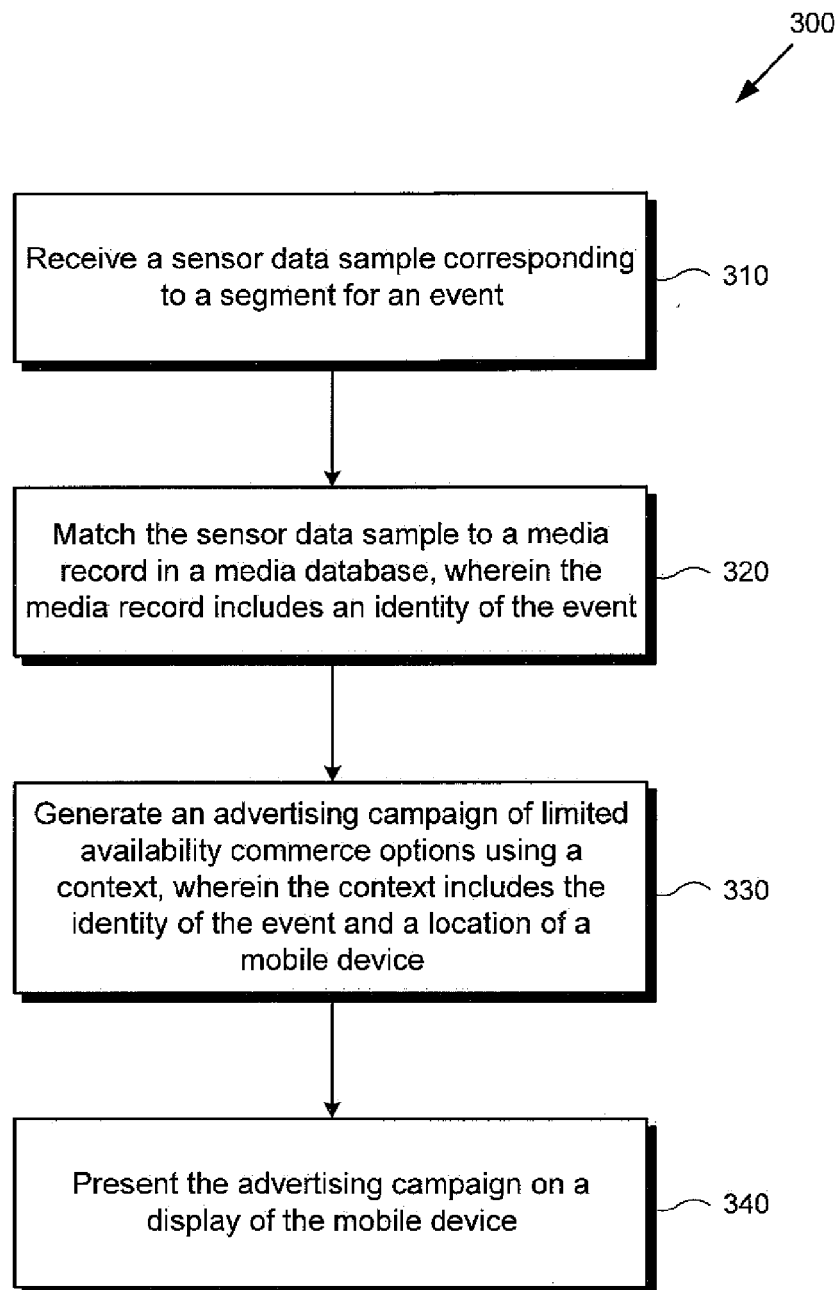 300
Receive a sensor data sample corresponding
to a segment for an event
310
Match the sensor data sample to a media
record in a media database, wherein the
media record includes an identity of the event
320
Generate an advertising campaign of limited
availability commerce options using a
context, wherein the context includes the
identity of the event and a location of a
mobile device
330
Present the advertising campaign on a
display of the mobile device
340